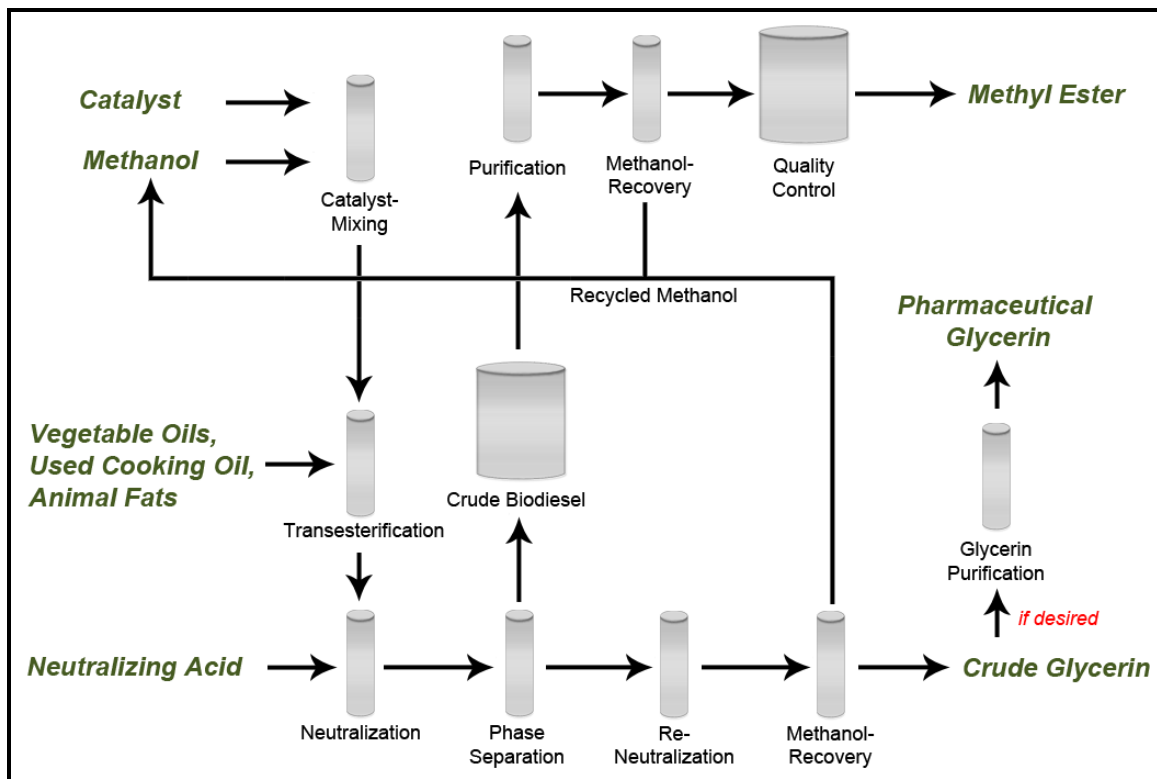 Catalyst
Methanol
Catalyst-
Mixing
Purification
Methanol-
Recovery
Quality
Control
Methyl Ester
Recycled Methanol
Pharmaceutical
Glycerin
Vegetable Oils,
Used Cooking Oil,
Animal Fats
Transesterification
Crude Biodiesel
Glycerin
Purification
if desired
Neutralizing Acid
Neutralization
Phase
Separation
Re-
Neutralization
Methanol-
Recovery
Crude Glycerin